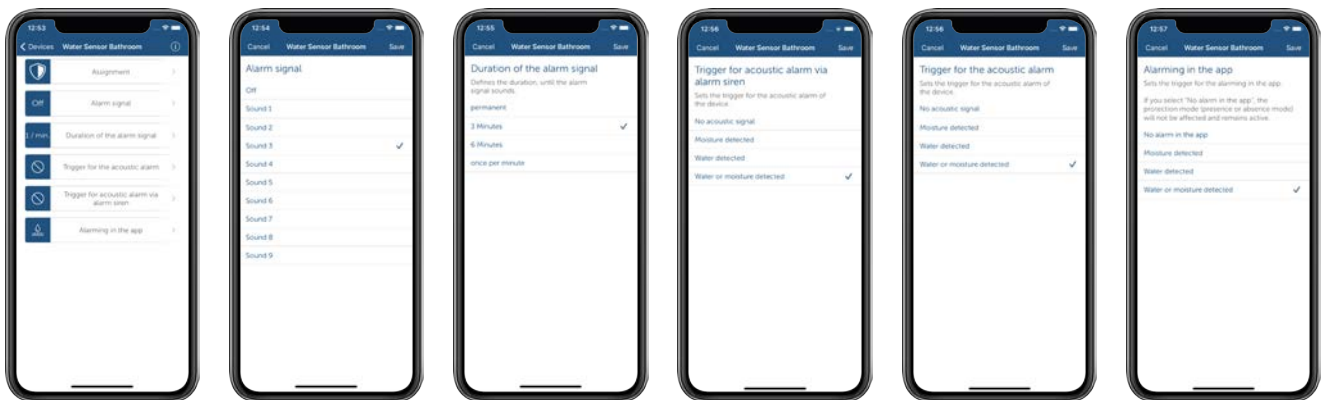 12:53
Devices Water Sensor Bathroom
Assignment
Off
Alarm signal
1 / min.
Duration of the alarm signal
Trigger for the acoustic alarm
Trigger for acoustic alarm via
alarm siren
Alarming in the app
12:54
Cancel Water Sensor Bathroom Save
Alarm signal
Off
Sound 1
Sound 2
Sound 3
Sound 4
Sound 5
Sound 6
Sound 7
Sound 8
Sound 9
12:55
Cancel Water Sensor Bathroom Save
Duration of the alarm signal
Defines the duration, until the alarm
signal sounds.
permanent
3 Minutes
6 Minutes
once per minute
12:56
Cancel Water Sensor Bathroom Save
Trigger for acoustic alarm via
alarm siren
Sets the trigger for the acoustic alarm of
the device.
No acoustic signal
Moisture detected
Water detected
Water or moisture detected
12:56
Cancel Water Sensor Bathroom Save
Trigger for the acoustic alarm
Sets the trigger for the acoustic alarm of
the device.
No acoustic signal
Moisture detected
Water detected
Water or moisture detected
12:57
Cancel Water Sensor Bathroom Save
Alarming in the app
Sets the trigger for the alarming in the app.
If you select "No alarm in the app", the
protection mode (presence or absence mode)
will not be affected and remains active.
No alarm in the app
Moisture detected
Water detected
Water or moisture detected